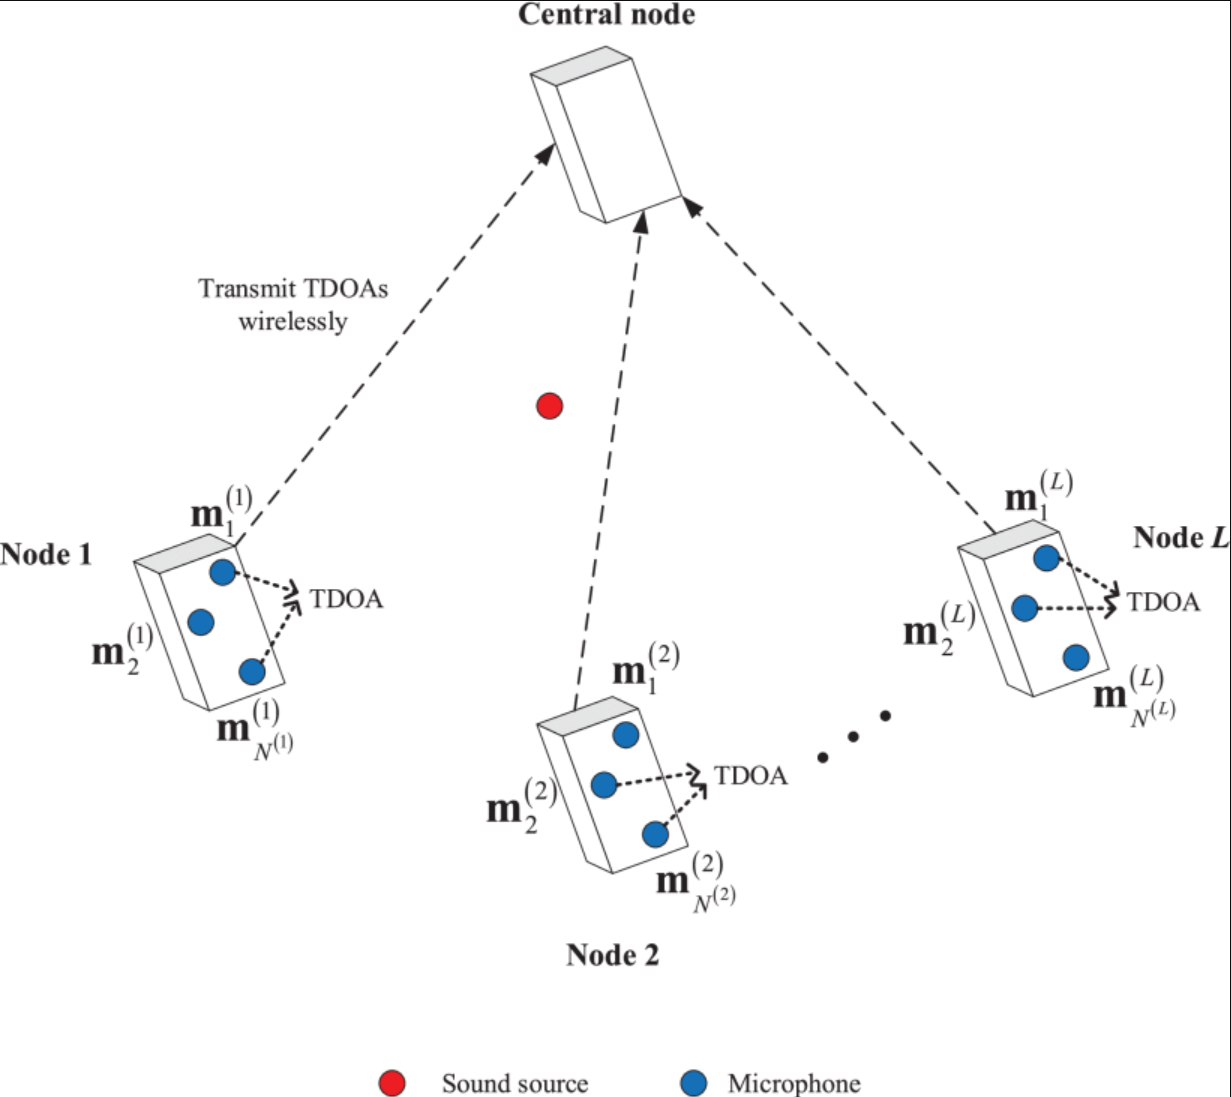 Central node
Transmit TDOAs
wirelessly
Node 1
m_1^{(1)}
TDOA
m_2^{(1)}
m_{N^{(1)}}^{(1)}
m_1^{(2)}
TDOA
m_2^{(2)}
m_{N^{(2)}}^{(2)}
Node 2
m_1^{(L)}
Node L
TDOA
m_2^{(L)}
m_{N^{(L)}}^{(L)}
Sound source
Microphone